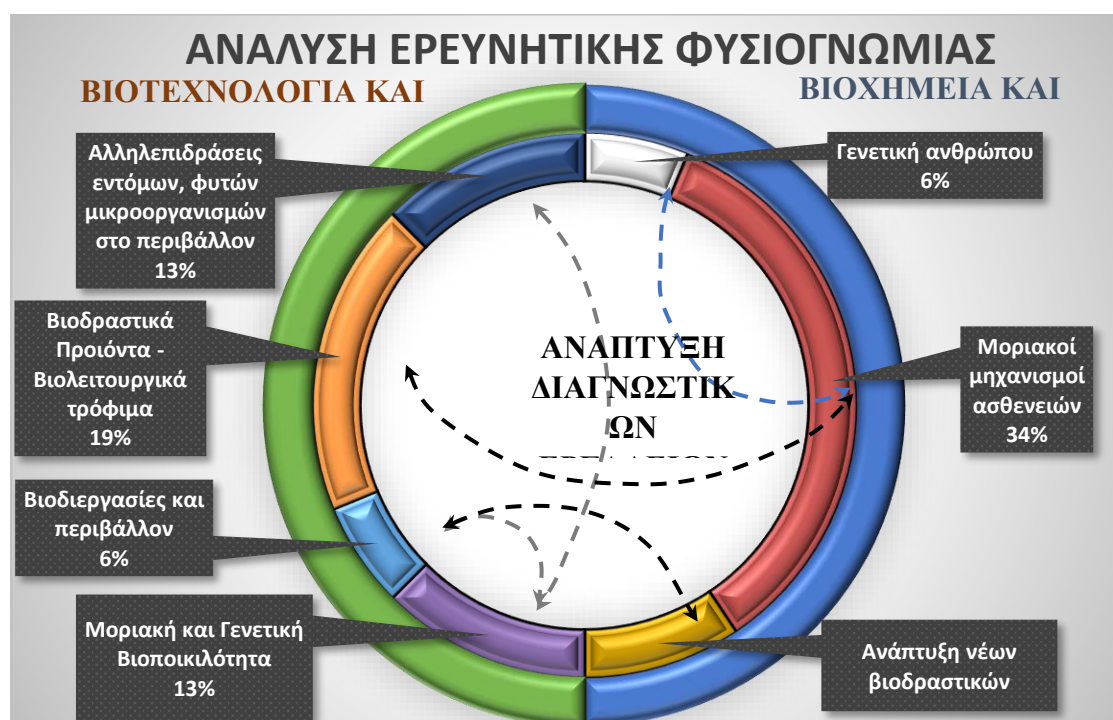 ΑΝΑΛΥΣΗ ΕΡΕΥΝΗΤΙΚΗΣ ΦΥΣΙΟΓΝΩΜΙΑΣ
ΒΙΟΤΕΧΝΟΛΟΓΙΑ ΚΑΙ
ΒΙΟΧΗΜΕΙΑ ΚΑΙ
Αλληλεπιδράσεις
εντόμων, φυτών
μικροοργανισμών
στο περιβάλλον
13%
Γενετική ανθρώπου
6%
Βιοδραστικά
Προιόντα -
Βιολειτουργικά
τρόφιμα
19%
ΑΝΑΠΤΥΞΗ
ΔΙΑΓΝΩΣΤΙΚ
ΩΝ
Μοριακοί
μηχανισμοί
ασθενειών
34%
Βιοδιεργασίες και
περιβάλλον
6%
Μοριακή και Γενετική
Βιοποικιλότητα
13%
Ανάπτυξη νέων
βιοδραστικών